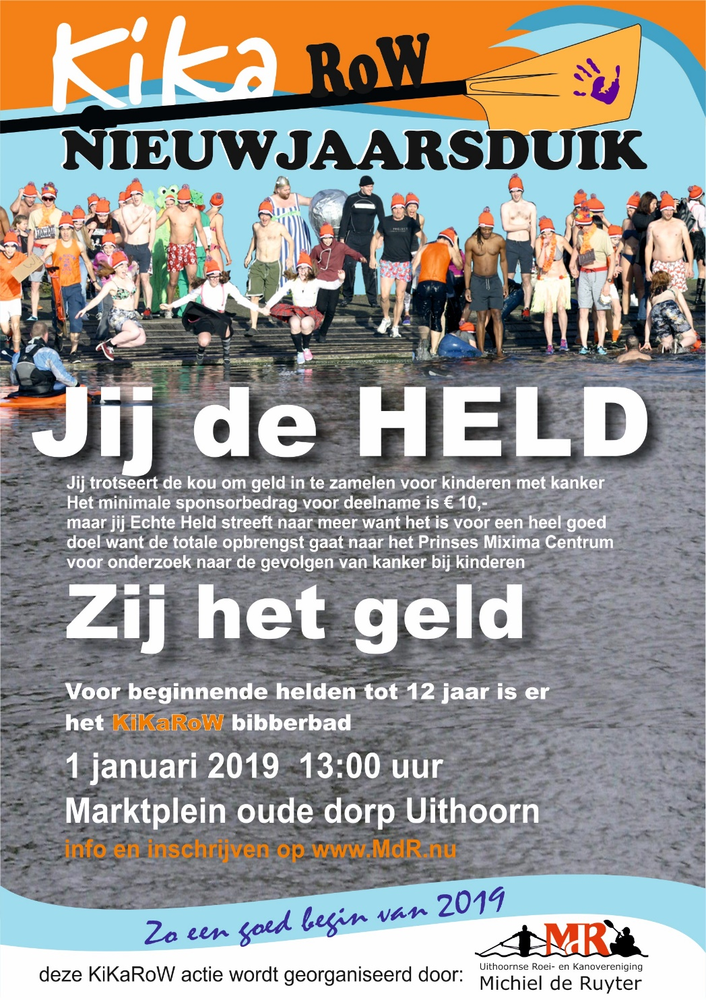 Kika RoW
NIEUWJAARSDUIK
HAWAII
PROJECT
Jij de HELD
Jij trotseert de kou om geld in te zamelen voor kinderen met kanker
Het minimale sponsorbedrag voor deelname is € 10,-
maar jij Echte Held streeft naar meer want het is voor een heel goed
doel want de totale opbrengst gaat naar het Prinses Mixima Centrum
voor onderzoek naar de gevolgen van kanker bij kinderen
Zij het geld
Voor beginnende helden tot 12 jaar is er
het KiKaRoW bibberbad
1 januari 2019 13:00 uur
Marktplein oude dorp Uithoorn
info en inschrijven op www.MdR.nu
Zo een goed begin van 2019
MdR
Uithoornse Roei- en Kanovereniging
deze KiKaRoW actie wordt georganiseerd door: Michiel de Ruyter